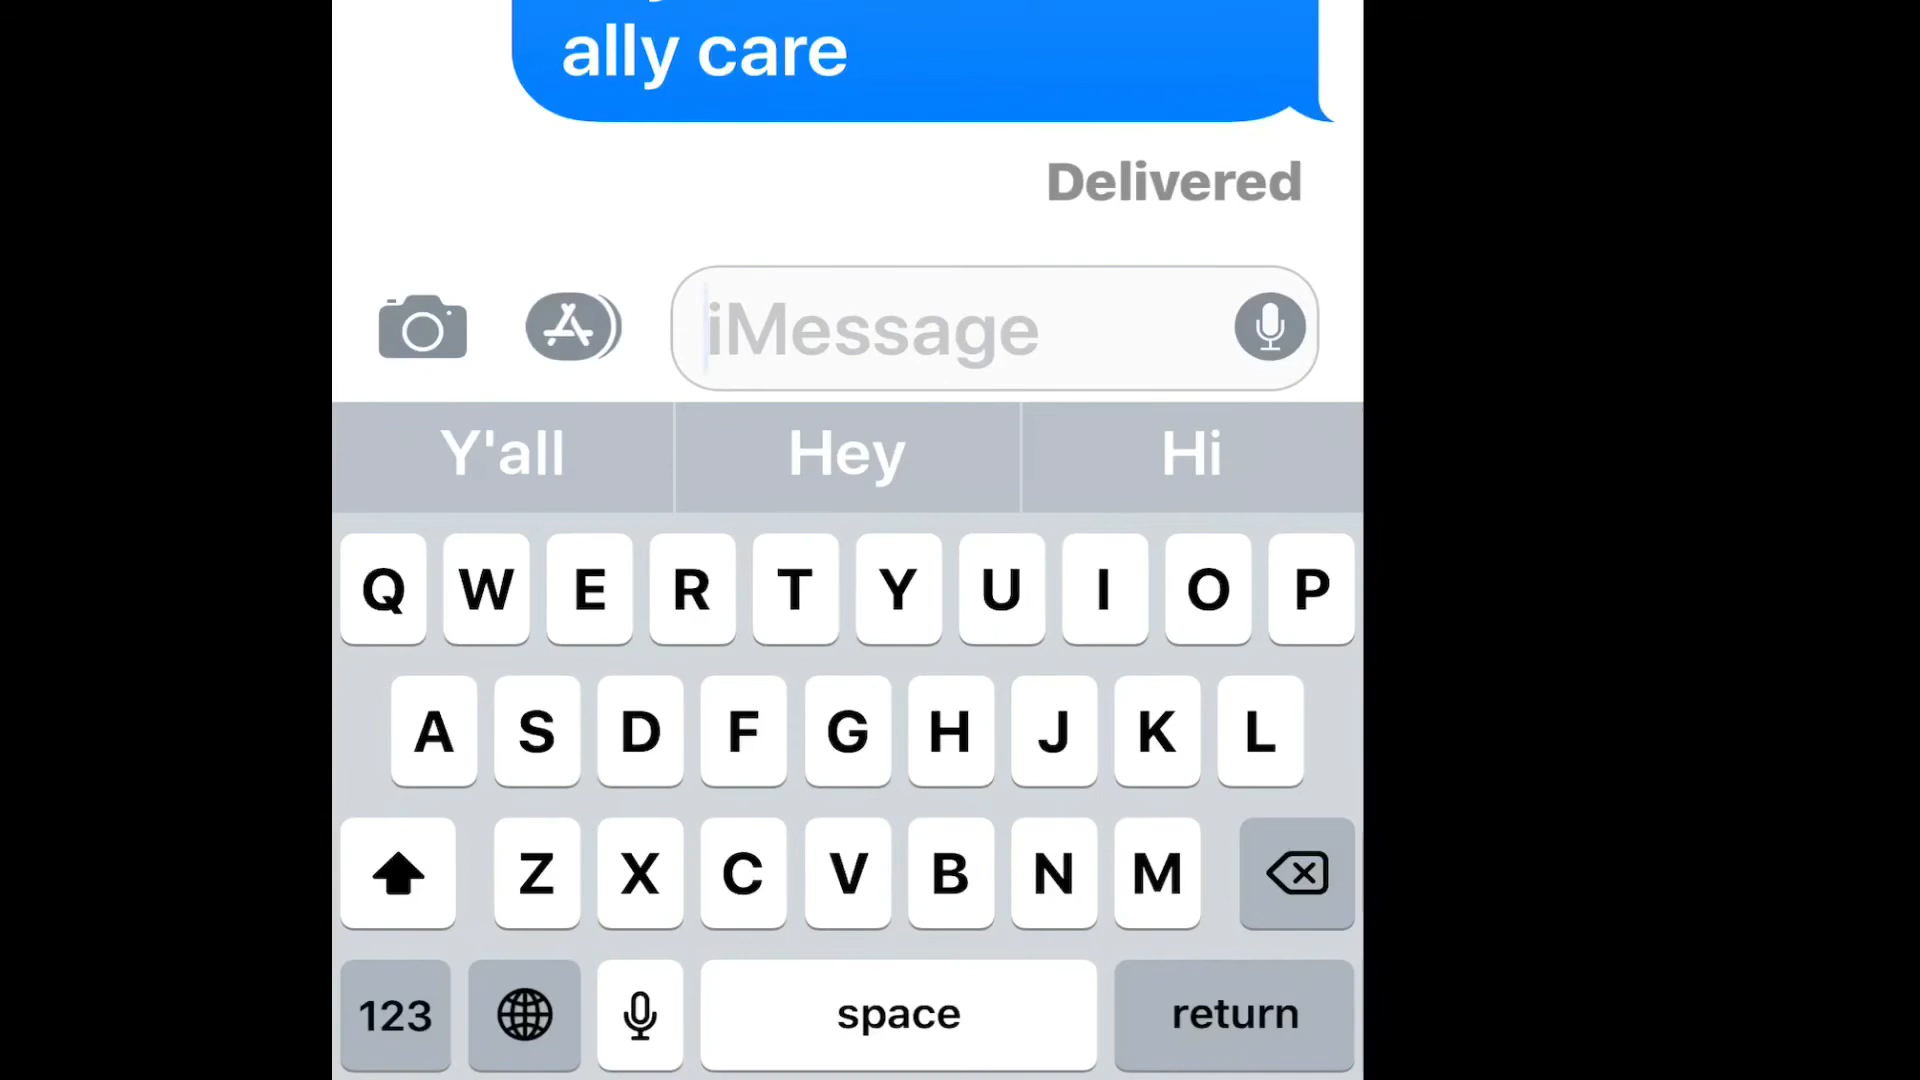 ally care
Delivered
iMessage
Y'all Hey Hi
Q W E R T Y U I O P
A S D F G H J K L
Z X C V B N M
123 space return